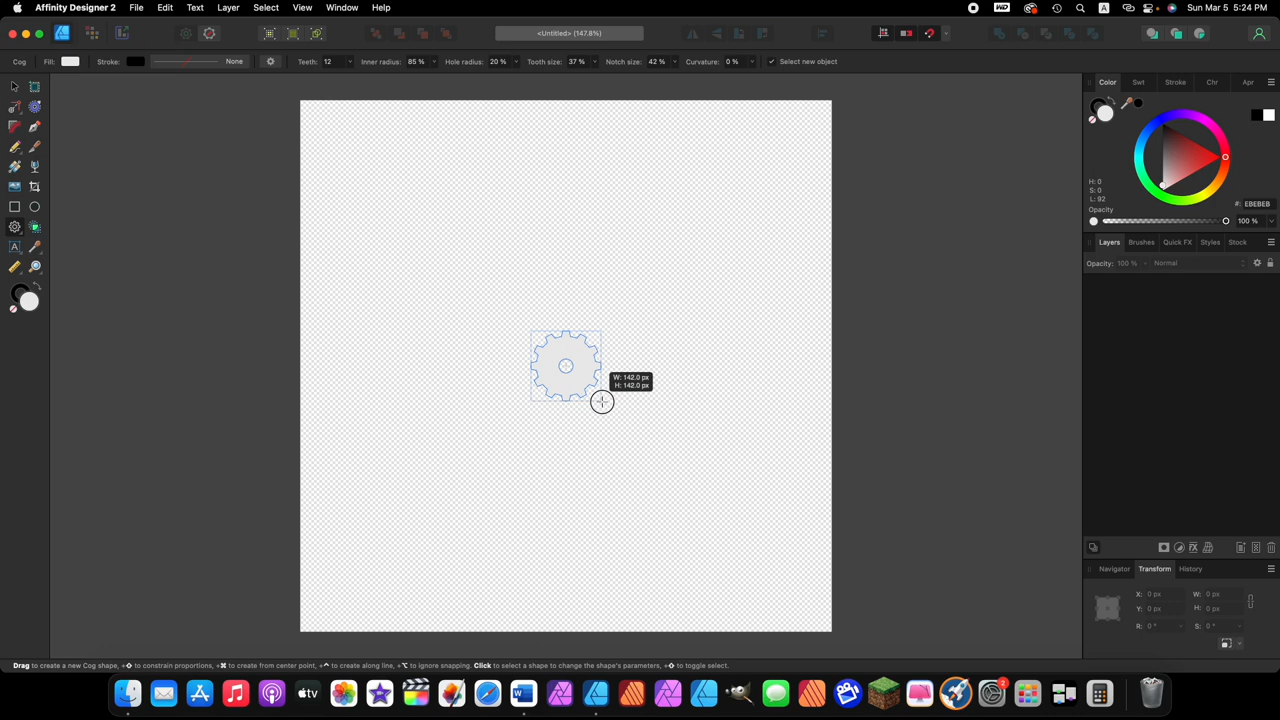 Affinity Designer 2 File Edit Text Layer Select View Window Help Sun Mar 5 5:24 PM
<Untitled> (147.8%)
Cog Fill: Stroke: None Teeth: 12 Inner radius: 85 % Hole radius: 20 % Tooth size: 37 % Notch size: 42 % Curvature: 0 % Select new object
Color Swt Stroke Chr Apr
H: 0
S: 0
L: 92
#: EBEBEB
Opacity
100 %
Layers Brushes Quick FX Styles Stock
Opacity: 100 % Normal
W: 142.0 px
H: 142.0 px
Navigator Transform History
X: 0 px W: 0 px
Y: 0 px H: 0 px
R: 0 ° S: 0 °
Drag to create a new Cog shape, +⇧ to constrain proportions, +⌘ to create from center point, +^ to create along line, +⌥ to ignore snapping. Click to select a shape to change the shape's parameters, +⇧ to toggle select.